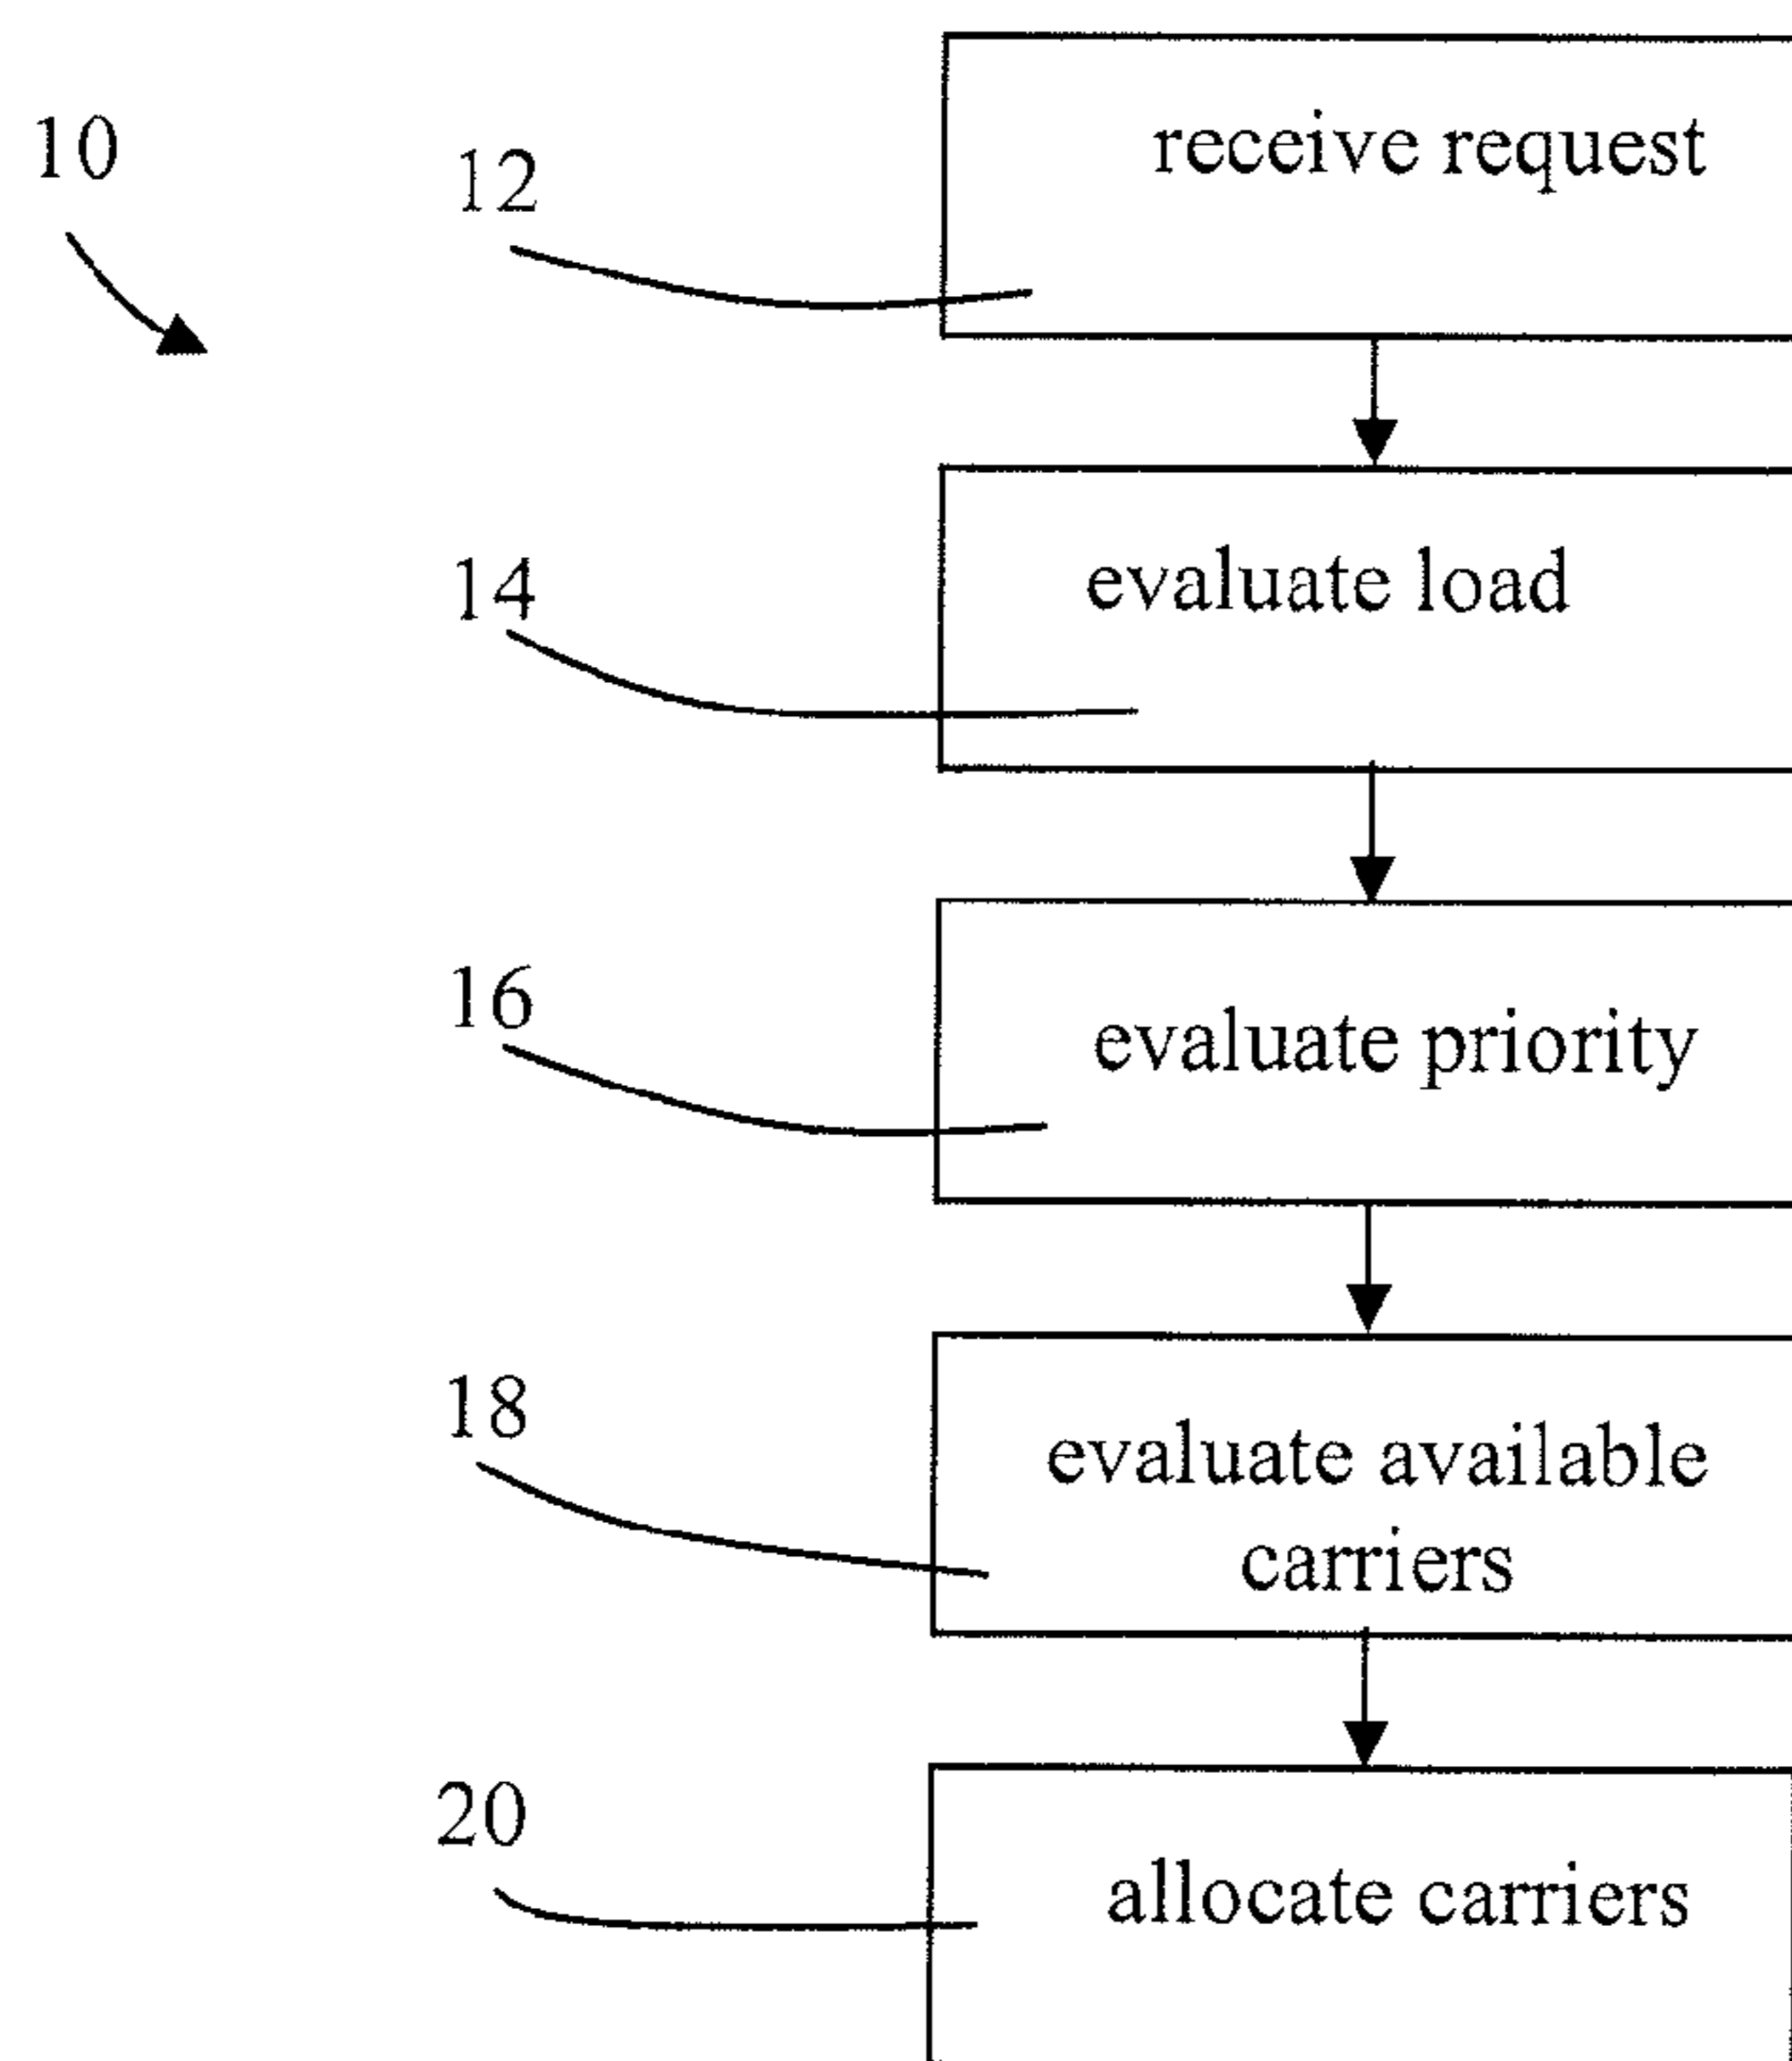 10
12
receive request
14
evaluate load
16
evaluate priority
18
evaluate available
carriers
20
allocate carriers